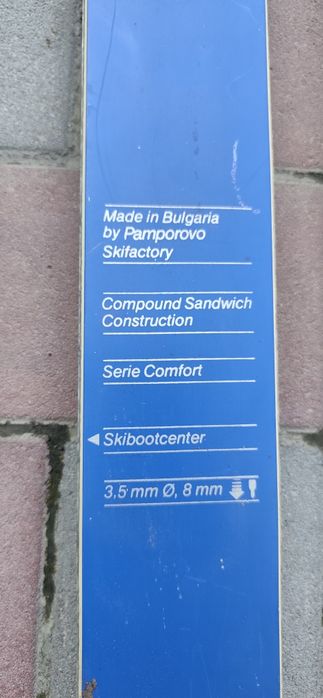 Made in Bulgaria
by Pamporovo
Skifactory
Compound Sandwich
Construction
Serie Comfort
Skibootcenter
3,5 mm Ø, 8 mm